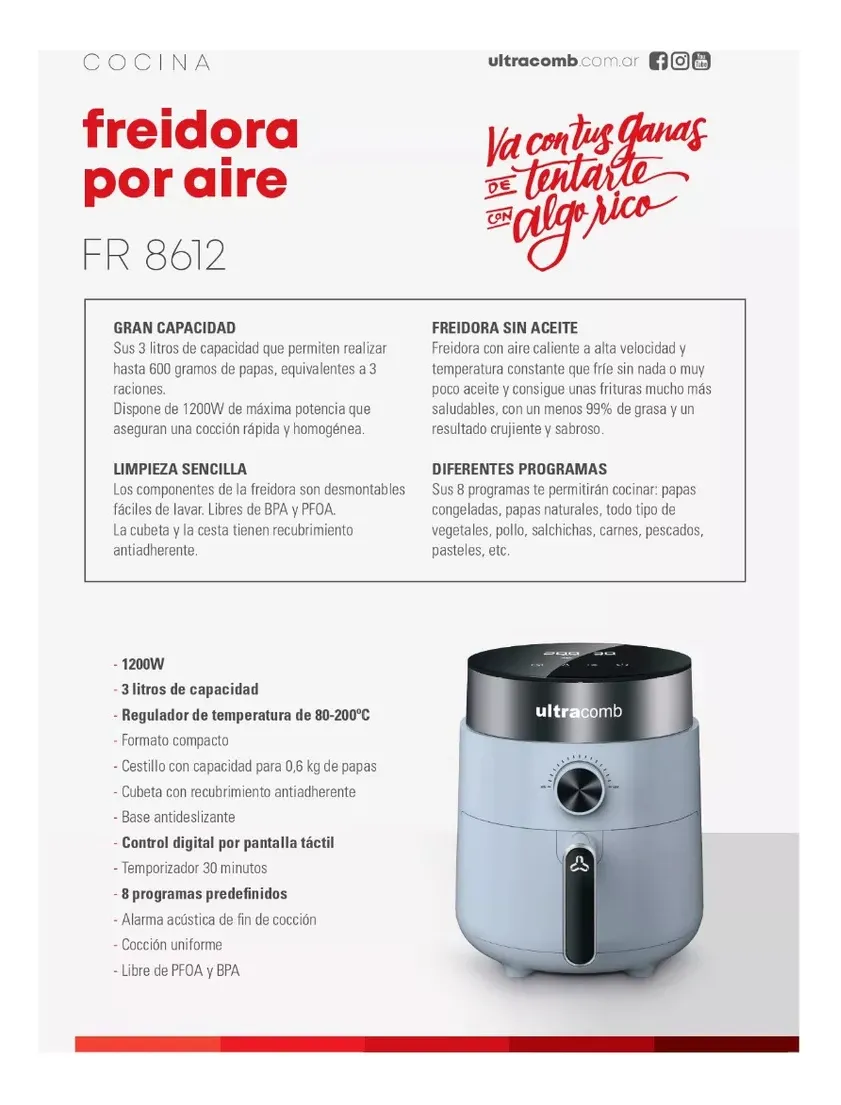 COCINA
ultracomb.com.ar
You Tube
freidora
por aire
FR 8612
Va con tus ganas
DE tentarte
CON algo rico
GRAN CAPACIDAD
Sus 3 litros de capacidad que permiten realizar
hasta 600 gramos de papas, equivalentes a 3
raciones.
Dispone de 1200W de máxima potencia que
aseguran una cocción rápida y homogénea.
LIMPIEZA SENCILLA
Los componentes de la freidora son desmontables
fáciles de lavar. Libres de BPA y PFOA.
La cubeta y la cesta tienen recubrimiento
antiadherente.
FREIDORA SIN ACEITE
Freidora con aire caliente a alta velocidad y
temperatura constante que fríe sin nada o muy
poco aceite y consigue unas frituras mucho más
saludables, con un menos 99% de grasa y un
resultado crujiente y sabroso.
DIFERENTES PROGRAMAS
Sus 8 programas te permitirán cocinar: papas
congeladas, papas naturales, todo tipo de
vegetales, pollo, salchichas, carnes, pescados,
pasteles, etc.
- 1200W
- 3 litros de capacidad
- Regulador de temperatura de 80-200ºC
- Formato compacto
- Cestillo con capacidad para 0,6 kg de papas
- Cubeta con recubrimiento antiadherente
- Base antideslizante
- Control digital por pantalla táctil
- Temporizador 30 minutos
- 8 programas predefinidos
- Alarma acústica de fin de cocción
- Cocción uniforme
- Libre de PFOA y BPA
200 30
ultracomb